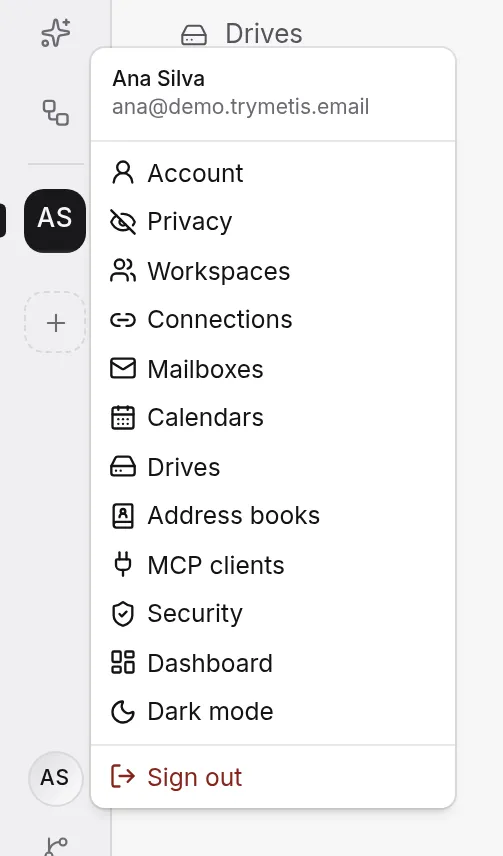 Drives
Ana Silva
ana@demo.trymetis.email
Account
AS
Privacy
Workspaces
Connections
Mailboxes
Calendars
Drives
Address books
MCP clients
Security
Dashboard
Dark mode
AS
Sign out